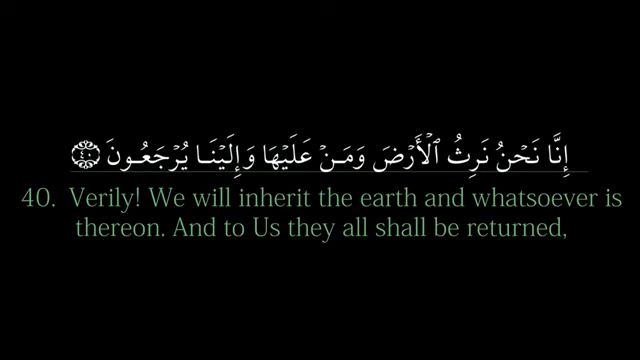 إِنَّا نَحْنُ نَرِثُ ٱلْأَرْضَ وَمَنْ عَلَيْهَا وَإِلَيْنَا يُرْجَعُونَ ٤٠
40. Verily! We will inherit the earth and whatsoever is
thereon. And to Us they all shall be returned,